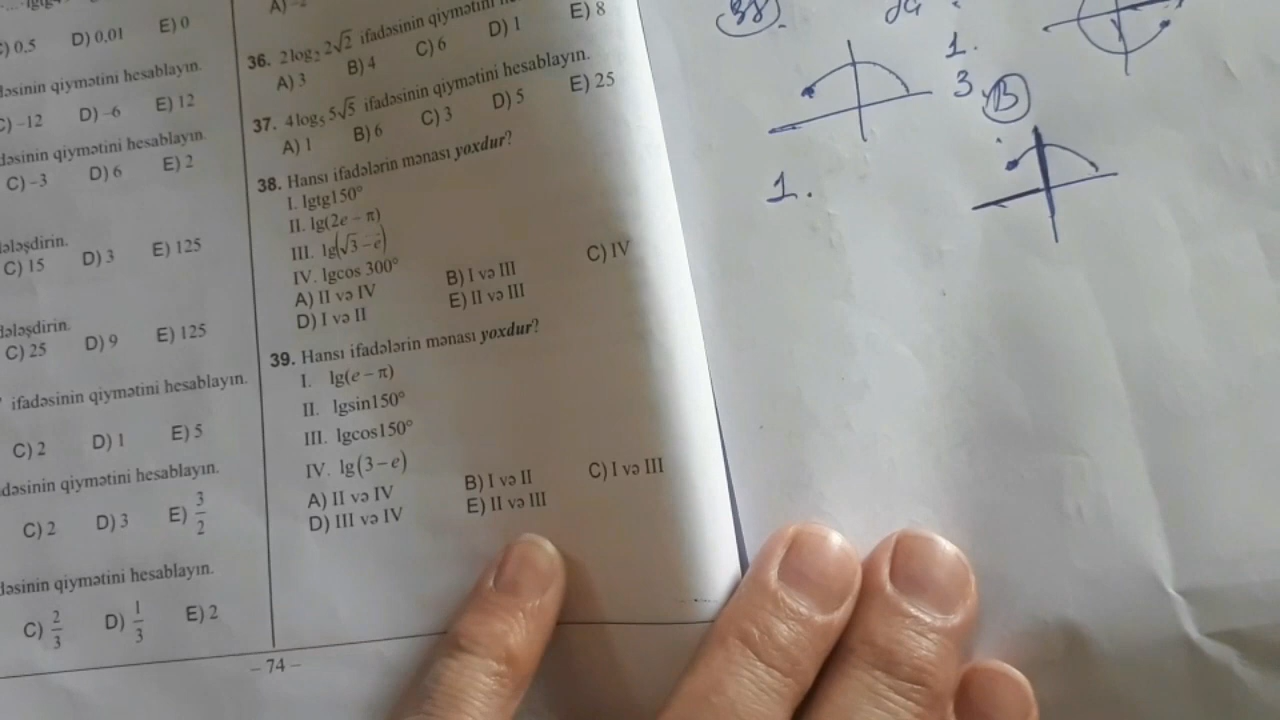 C) 0.5 D) 0.01 E) 0
qiymətini hesablayın.
C) –12 D) –6 E) 12
qiymətini hesablayın.
C) –3 D) 6 E) 2
C) 15 D) 3 E) 125
C) 25 D) 9 E) 125
ifadəsinin qiymətini hesablayın.
C) 2 D) 1 E) 5
qiymətini hesablayın.
C) 2 D) 3 E) 3/2
qiymətini hesablayın.
C) 2/3 D) 1/3 E) 2
36. 2log₂ 2√2 ifadəsinin qiymətini
A) 3 B) 4 C) 6 D) 1 E) 8
37. 4log₅ 5√5 ifadəsinin qiymətini hesablayın.
A) 1 B) 6 C) 3 D) 5 E) 25
38. Hansı ifadələrin mənası yoxdur?
I. lgtg150°
II. lg(2e – π)
III. lg(√3 – e)
IV. lgcos 300°
A) II və IV B) I və III C) IV
D) I və II E) II və III
39. Hansı ifadələrin mənası yoxdur?
I. lg(e – π)
II. lgsin150°
III. lgcos150°
IV. lg(3 – e)
A) II və IV B) I və II C) I və III
D) III və IV E) II və III
– 74 –
38.
1.
3. B
1.